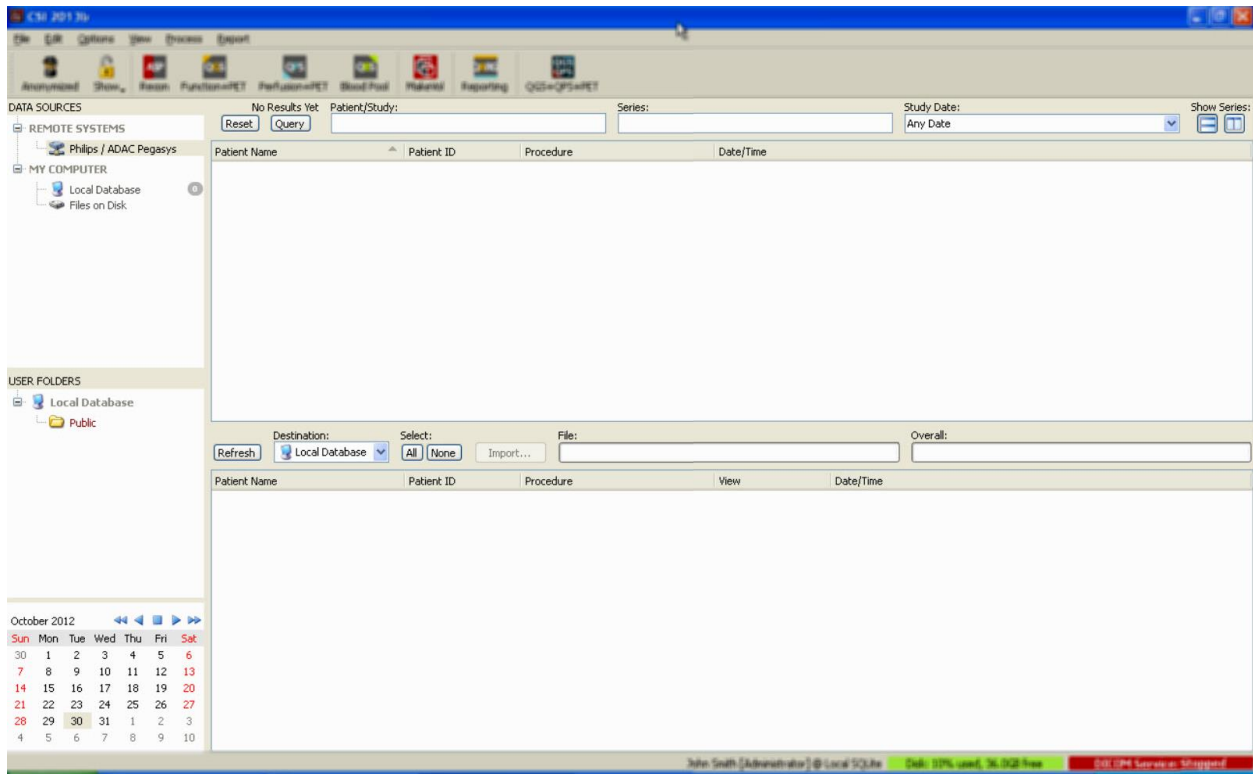 CSI 2013b
File Edit Options View Process Export
Anonymized Show Recon Function+PET Perfusion+PET Blood Pool Makerist Reporting QGS+QPS+PET
DATA SOURCES
No Results Yet Patient/Study: Series: Study Date: Show Series:
REMOTE SYSTEMS
Reset Query Any Date
Philips / ADAC Pegasys
Patient Name Patient ID Procedure Date/Time
MY COMPUTER
Local Database 0
Files on Disk
USER FOLDERS
Local Database
Public
Destination: Select: File: Overall:
Refresh Local Database All None Import...
Patient Name Patient ID Procedure View Date/Time
October 2012
Sun Mon Tue Wed Thu Fri Sat
30 1 2 3 4 5 6
7 8 9 10 11 12 13
14 15 16 17 18 19 20
21 22 23 24 25 26 27
28 29 30 31 1 2 3
4 5 6 7 8 9 10
John Smith [Administrator] @ Local SQLite Disk: 10% used, 36.0GB free DICOM Service: Stopped